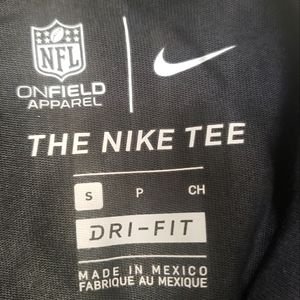 NFL
ONFIELD
APPAREL
THE NIKE TEE
S P CH
DRI-FIT
MADE IN MEXICO
FABRIQUE AU MEXIQUE